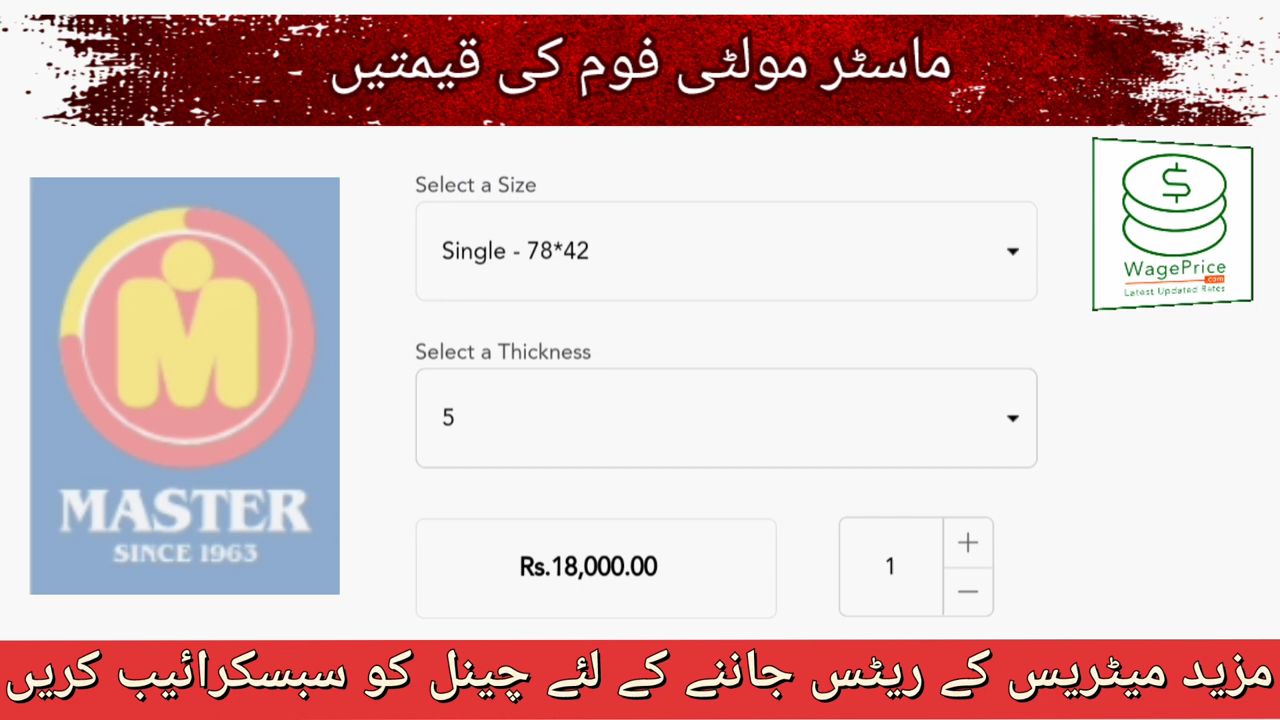 ماسٹر مولٹی فوم کی قیمتیں
Select a Size
Single - 78*42
Select a Thickness
5
Rs.18,000.00
1
M
MASTER
SINCE 1963
$
WagePrice
.com
Latest Updated Rates
مزید میٹریس کے ریٹس جاننے کے لئے چینل کو سبسکرائیب کریں